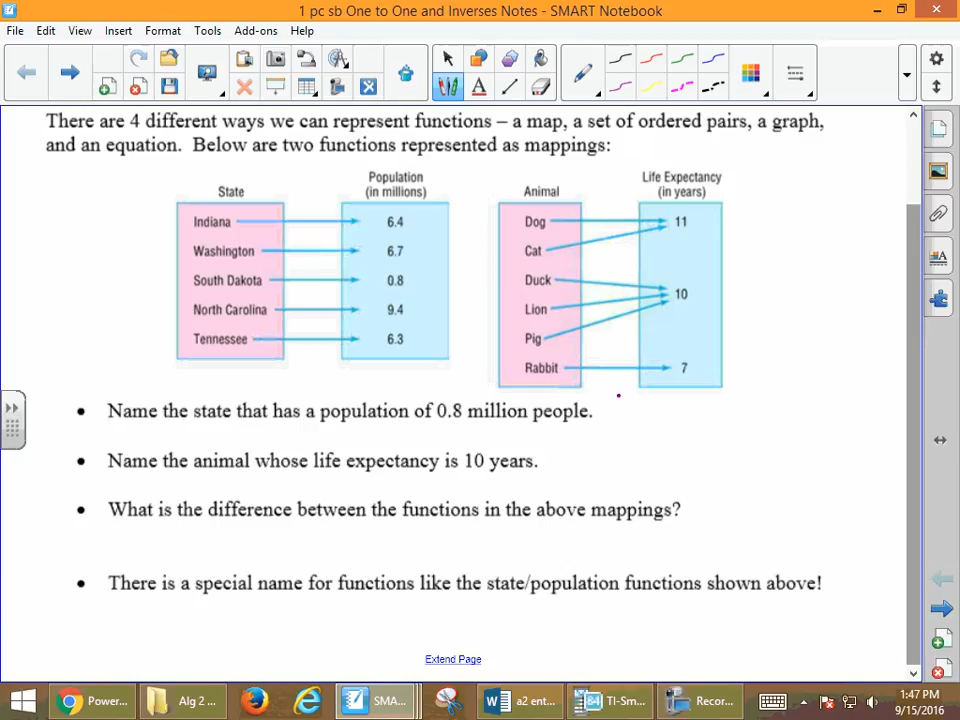 1 pc sb One to One and Inverses Notes - SMART Notebook
File Edit View Insert Format Tools Add-ons Help
There are 4 different ways we can represent functions – a map, a set of ordered pairs, a graph,
and an equation. Below are two functions represented as mappings:
State
Population
(in millions)
Indiana 6.4
Washington 6.7
South Dakota 0.8
North Carolina 9.4
Tennessee 6.3
Animal
Life Expectancy
(in years)
Dog 11
Cat
Duck
10
Lion
Pig
Rabbit 7
• Name the state that has a population of 0.8 million people.
• Name the animal whose life expectancy is 10 years.
• What is the difference between the functions in the above mappings?
• There is a special name for functions like the state/population functions shown above!
Extend Page
Power... Alg 2 ... SMA... a2 ent... TI-Sm... Recor...
1:47 PM
9/15/2016